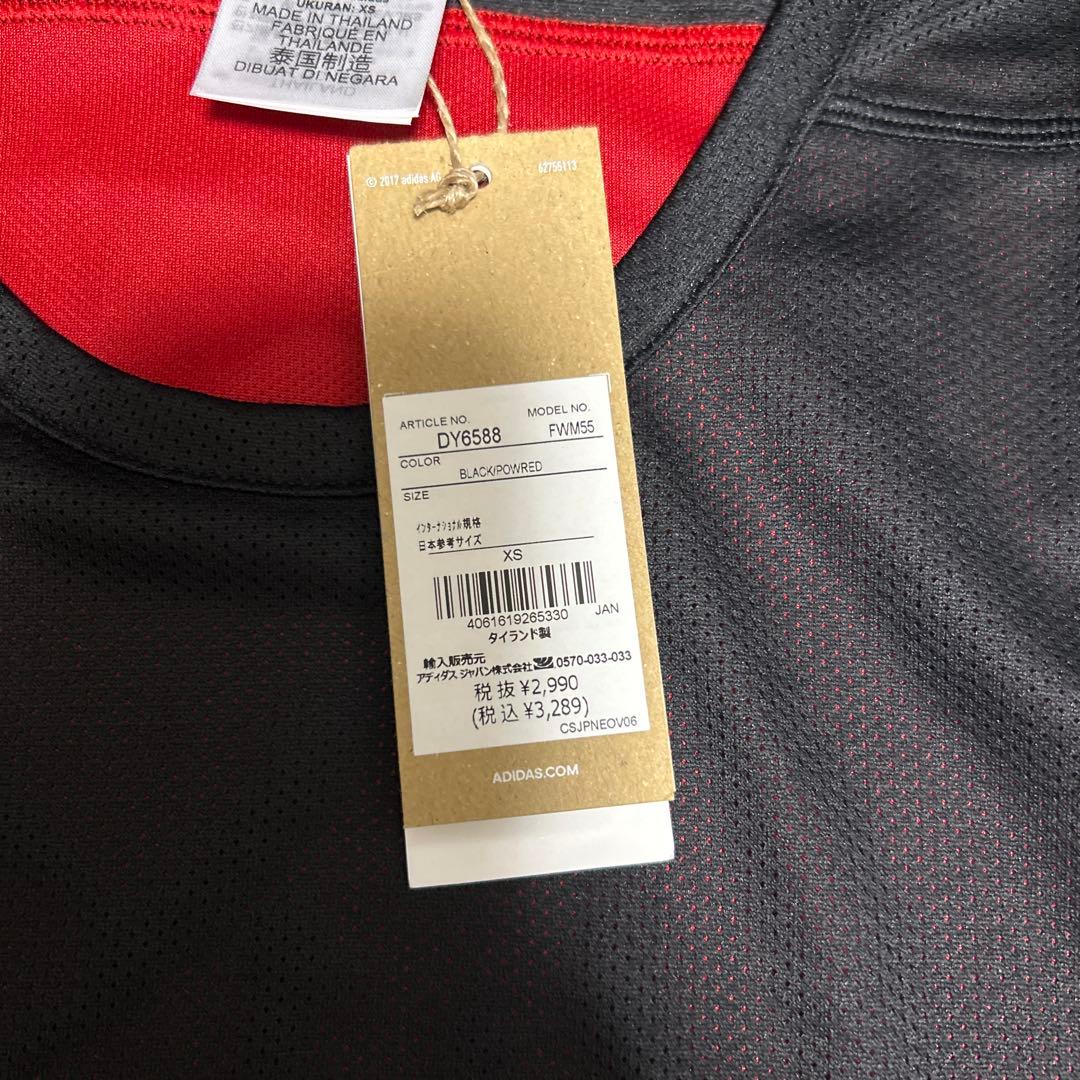 UKURAN: XS
MADE IN THAILAND
FABRIQUÉ EN
THAÏLANDE
泰国制造
DIBUAT DI NEGARA
© 2017 adidas AG
62755113
ARTICLE NO. MODEL NO.
DY6588 FWM55
COLOR
BLACK/POWRED
SIZE
インターナショナル規格
日本参考サイズ
XS
4061619265330 JAN
タイランド製
輸入販売元
アディダス ジャパン株式会社 0570-033-033
税抜¥2,990
(税込¥3,289)
CSJPNEOV06
ADIDAS.COM